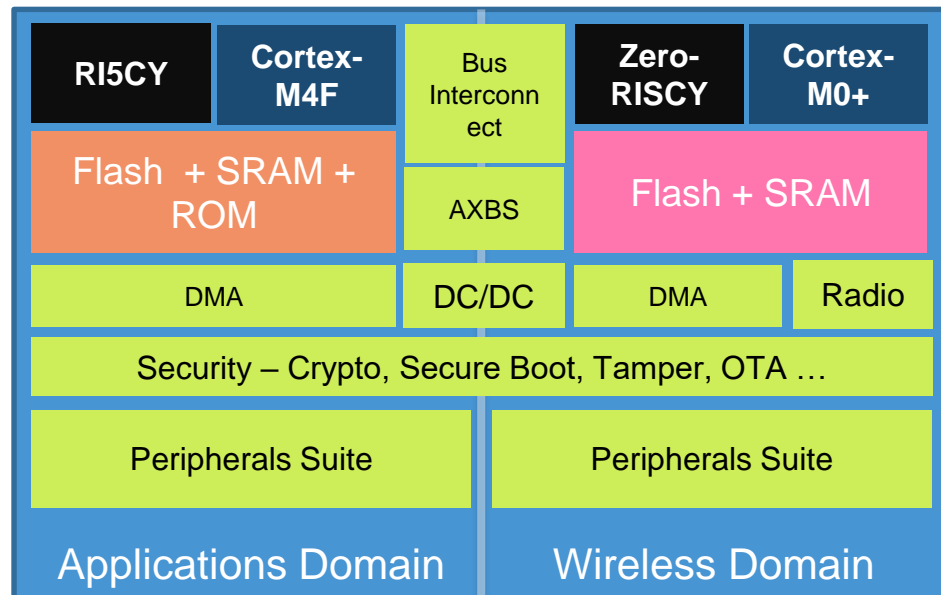 RI5CY
Cortex-
M4F
Bus
Interconn
ect
Zero-
RISCY
Cortex-
M0+
Flash + SRAM +
ROM
AXBS
Flash + SRAM
DMA
DC/DC
DMA
Radio
Security – Crypto, Secure Boot, Tamper, OTA …
Peripherals Suite
Peripherals Suite
Applications Domain
Wireless Domain